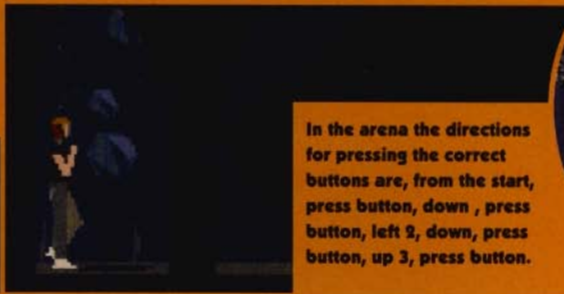 In the arena the directions
for pressing the correct
buttons are, from the start,
press button, down , press
button, left 2, down, press
button, up 3, press button.